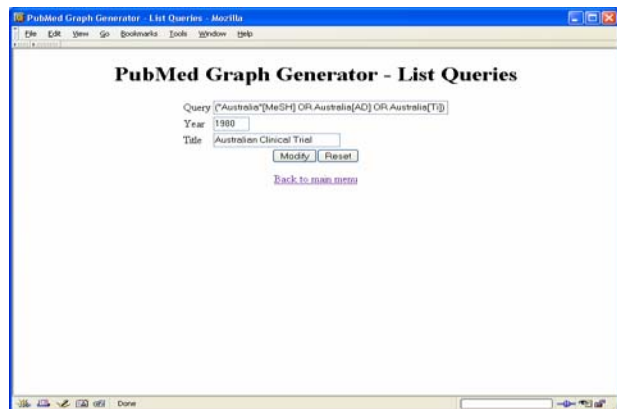 PubMed Graph Generator - List Queries - Mozilla
File Edit View Go Bookmarks Tools Window Help
PubMed Graph Generator - List Queries
Query ("Australia"[MeSH] OR Australia[AD] OR Australia[Ti])
Year 1980
Title Australian Clinical Trial
Modify Reset
Back to main menu
Done